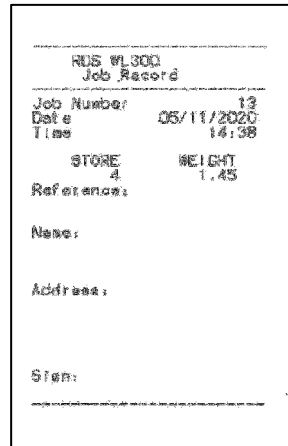 RDS WL300
Job Record
Job Number 13
Date 05/11/2020
Time 14:38
STORE WEIGHT
4 1.45
Reference:
Name:
Address:
Sign: